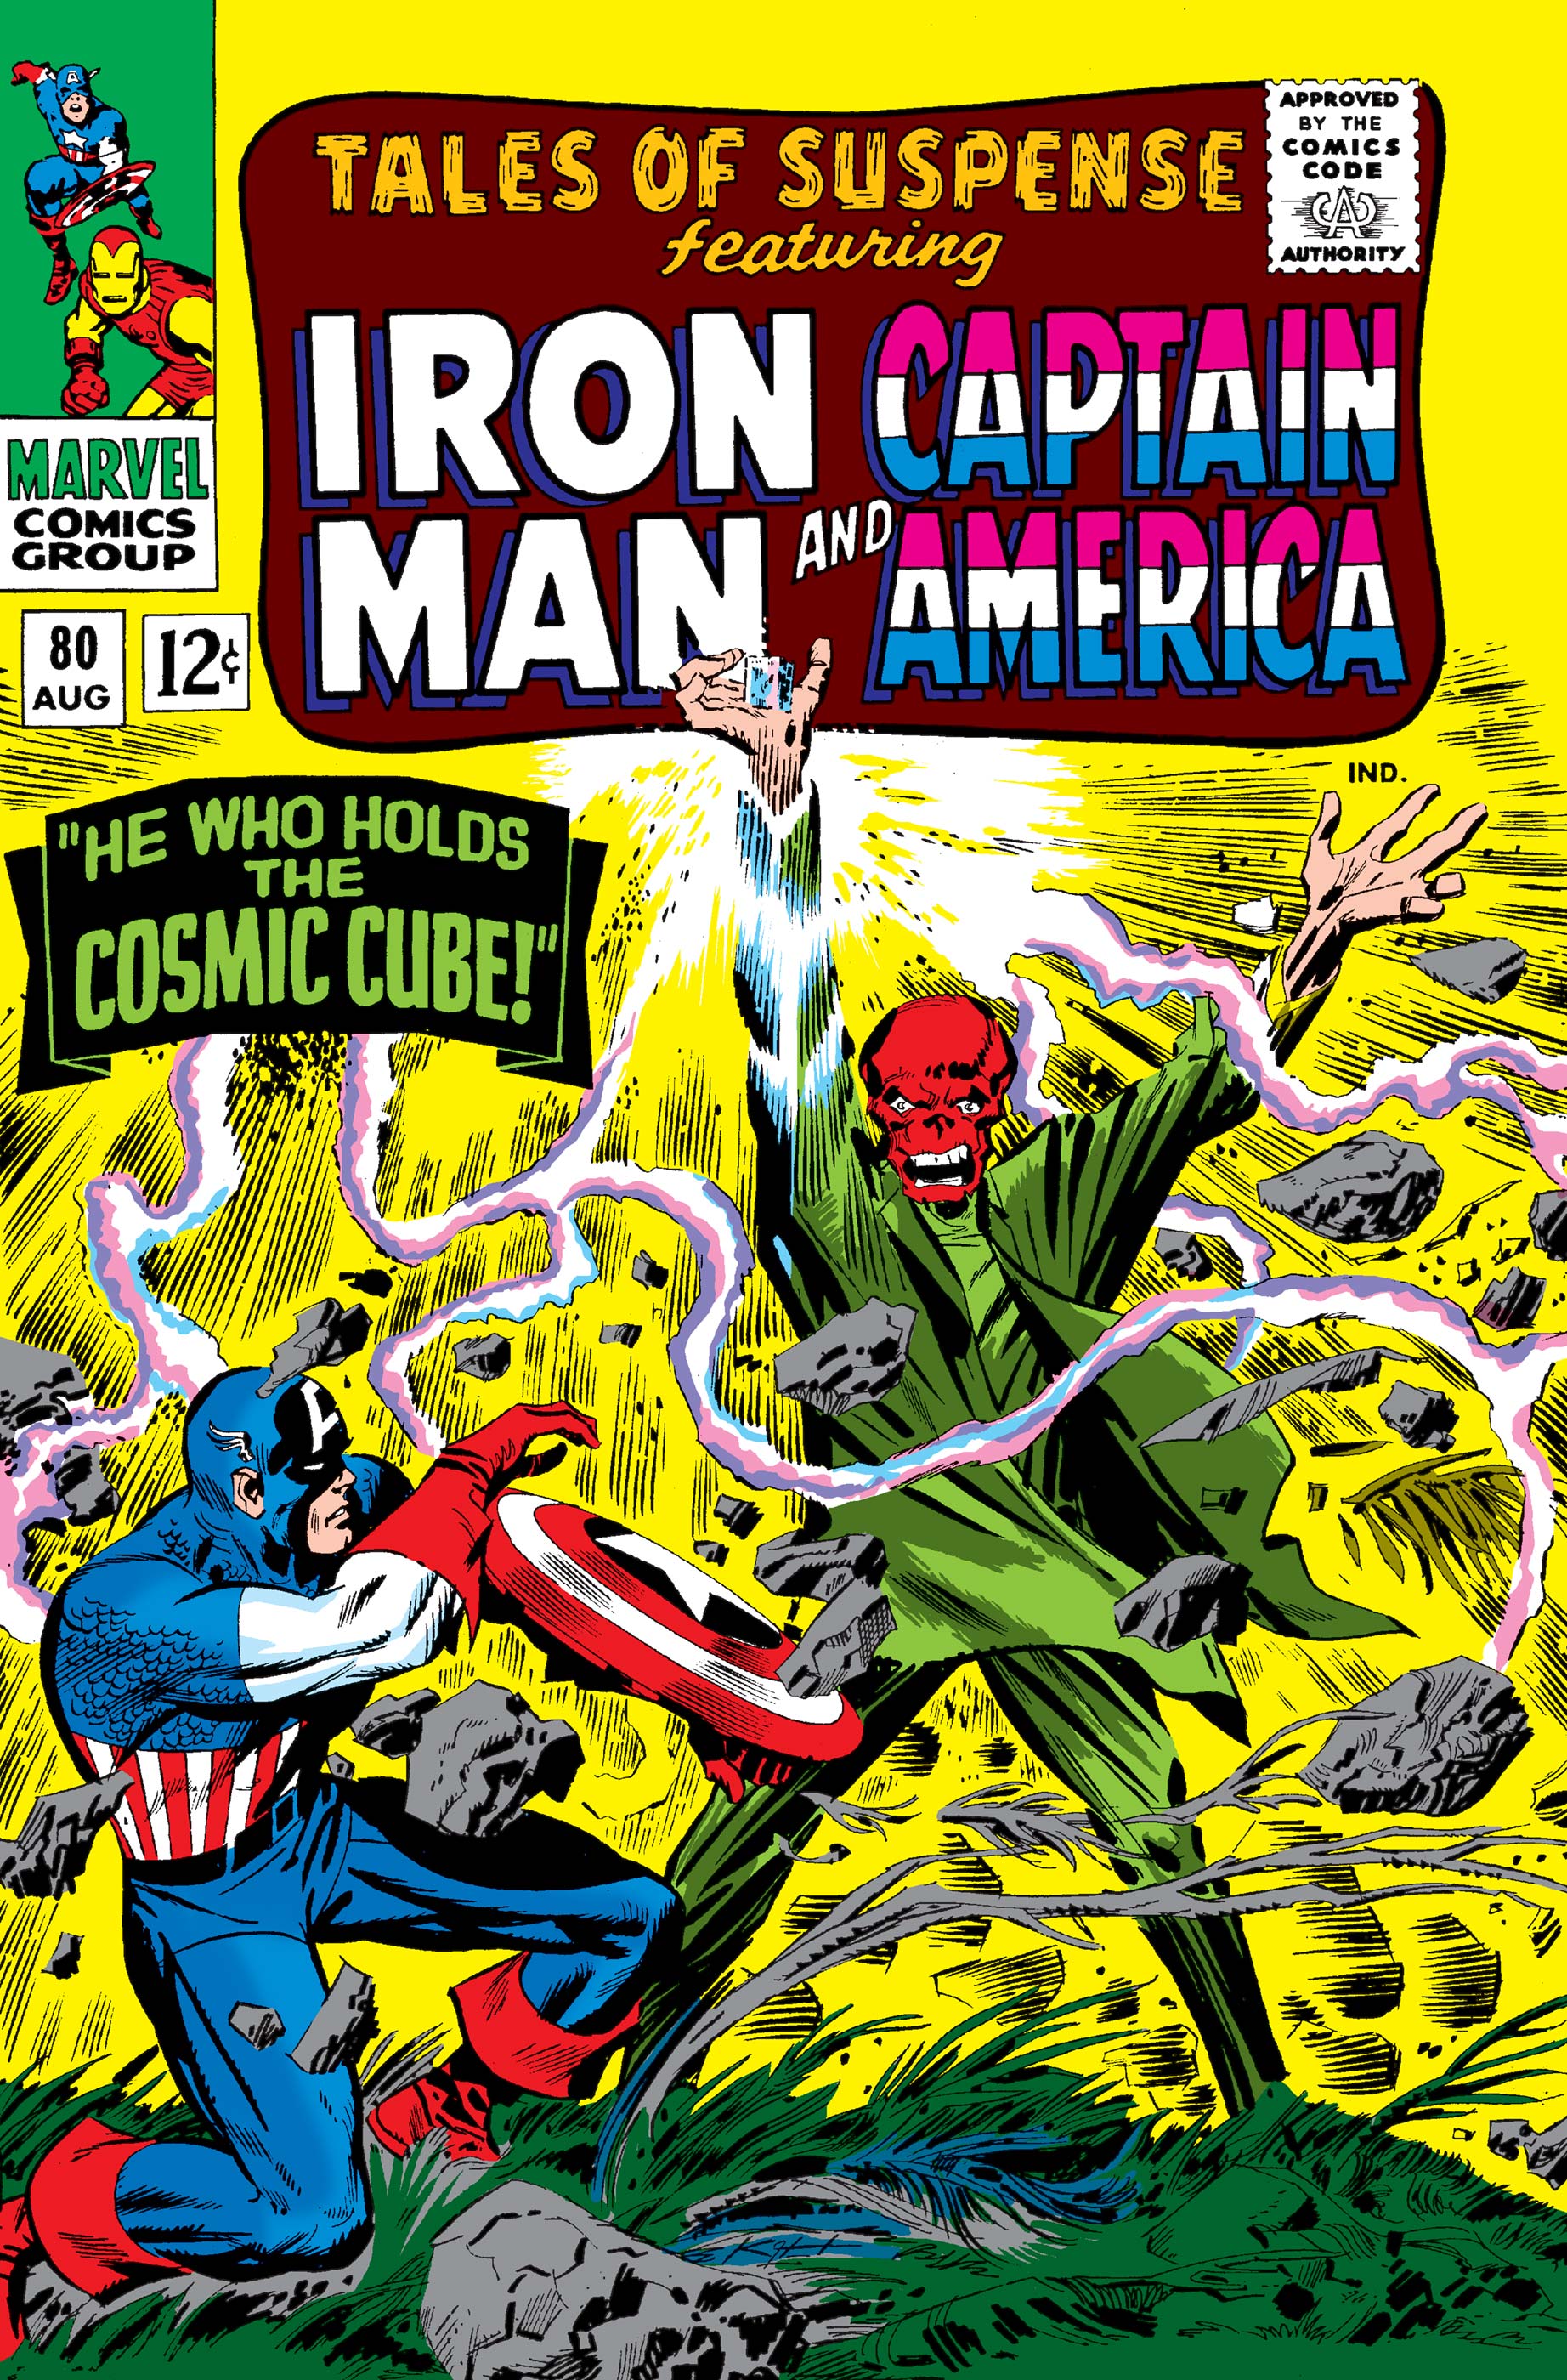 MARVEL
COMICS
GROUP
80
AUG
12¢
TALES OF SUSPENSE
featuring
IRON
MAN
AND
CAPTAIN
AMERICA
APPROVED
BY THE
COMICS
CODE
CA
AUTHORITY
IND.
"HE WHO HOLDS
THE
COSMIC CUBE!"
A
A